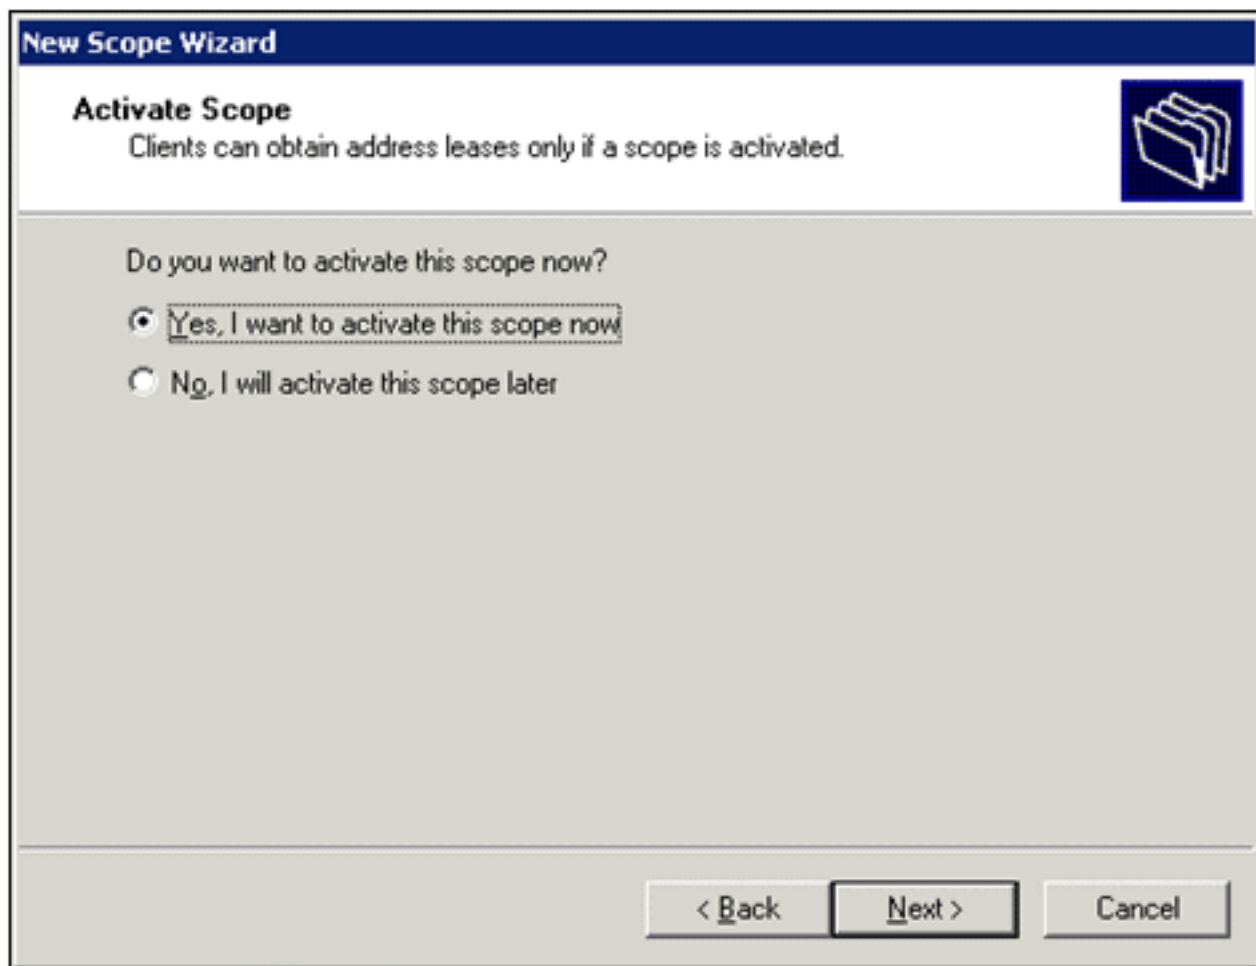 New Scope Wizard
Activate Scope
Clients can obtain address leases only if a scope is activated.
Do you want to activate this scope now?
Yes, I want to activate this scope now
No, I will activate this scope later
< Back Next > Cancel